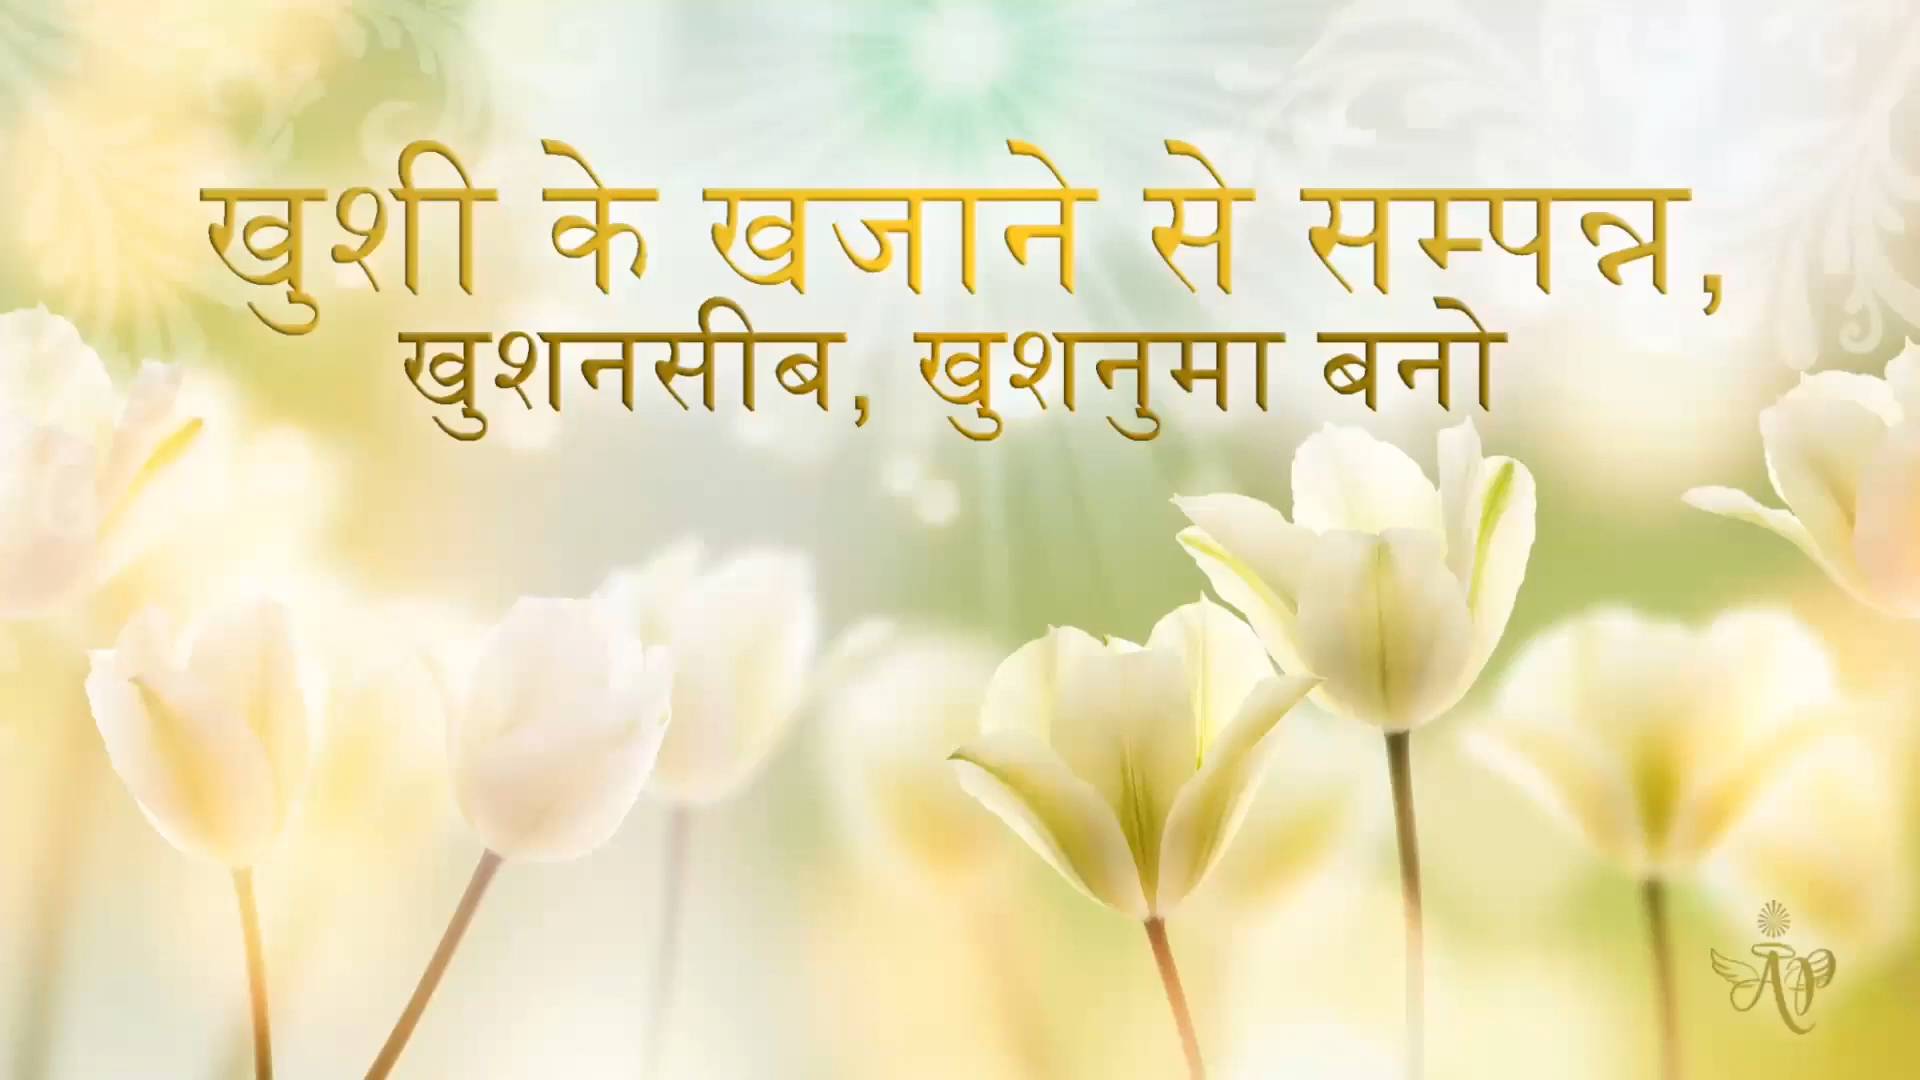 खुशी के खजाने से सम्पन्न,
खुशनसीब, खुशनुमा बनो